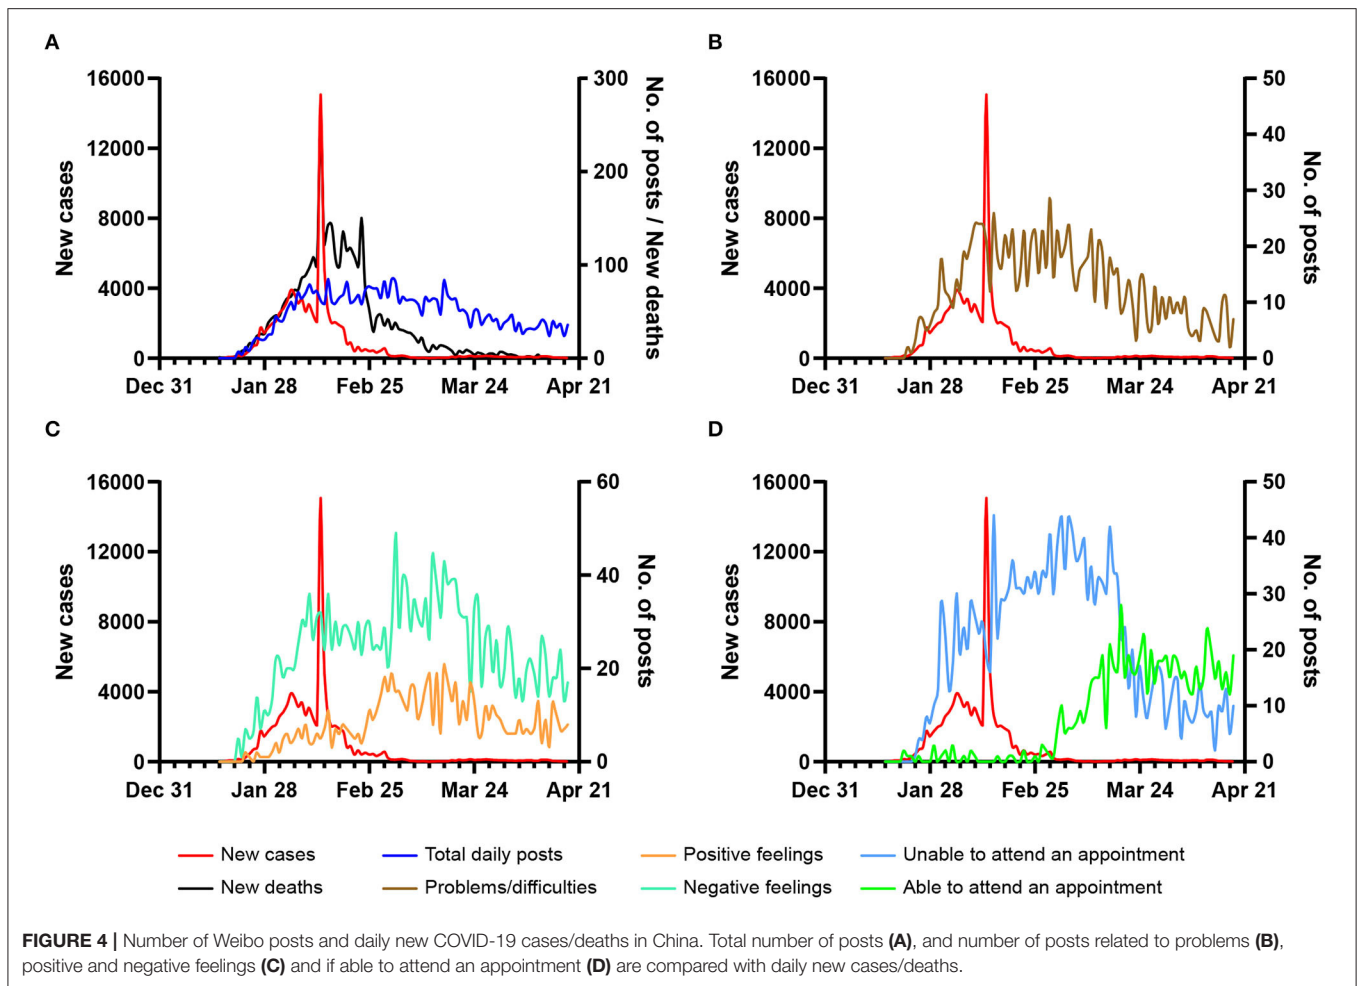 A
B
16000
12000
8000
4000
0
New cases
300
200
100
0
No. of posts / New deaths
Dec 31 Jan 28 Feb 25 Mar 24 Apr 21
16000
12000
8000
4000
0
New cases
50
40
30
20
10
0
No. of posts
Dec 31 Jan 28 Feb 25 Mar 24 Apr 21
C
D
16000
12000
8000
4000
0
New cases
60
40
20
0
No. of posts
Dec 31 Jan 28 Feb 25 Mar 24 Apr 21
16000
12000
8000
4000
0
New cases
50
40
30
20
10
0
No. of posts
Dec 31 Jan 28 Feb 25 Mar 24 Apr 21
New cases Total daily posts Positive feelings Unable to attend an appointment
New deaths Problems/difficulties Negative feelings Able to attend an appointment
FIGURE 4 | Number of Weibo posts and daily new COVID-19 cases/deaths in China. Total number of posts (A), and number of posts related to problems (B),
positive and negative feelings (C) and if able to attend an appointment (D) are compared with daily new cases/deaths.